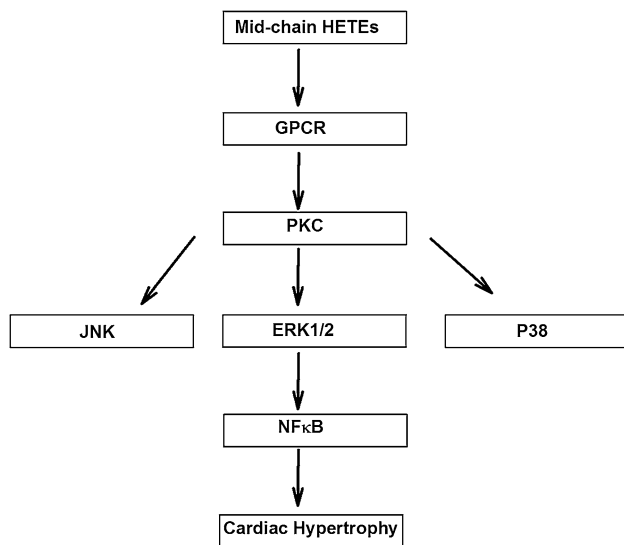 Mid-chain HETEs
GPCR
PKC
JNK
ERK1/2
P38
NFκB
Cardiac Hypertrophy